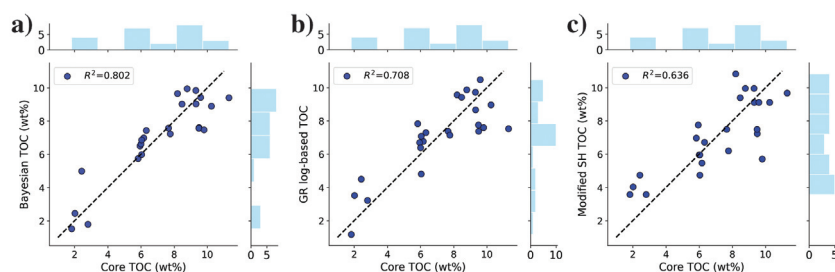 a)
5
0
R²=0.802
Bayesian TOC (wt%)
10
8
6
4
2
2 4 6 8 10
Core TOC (wt%)
0 5
b)
5
0
R²=0.708
GR log-based TOC
10
8
6
4
2
2 4 6 8 10
Core TOC (wt%)
0 10
c)
5
0
R²=0.636
Modified SH TOC (wt%)
10
8
6
4
2
2 4 6 8 10
Core TOC (wt%)
0 5